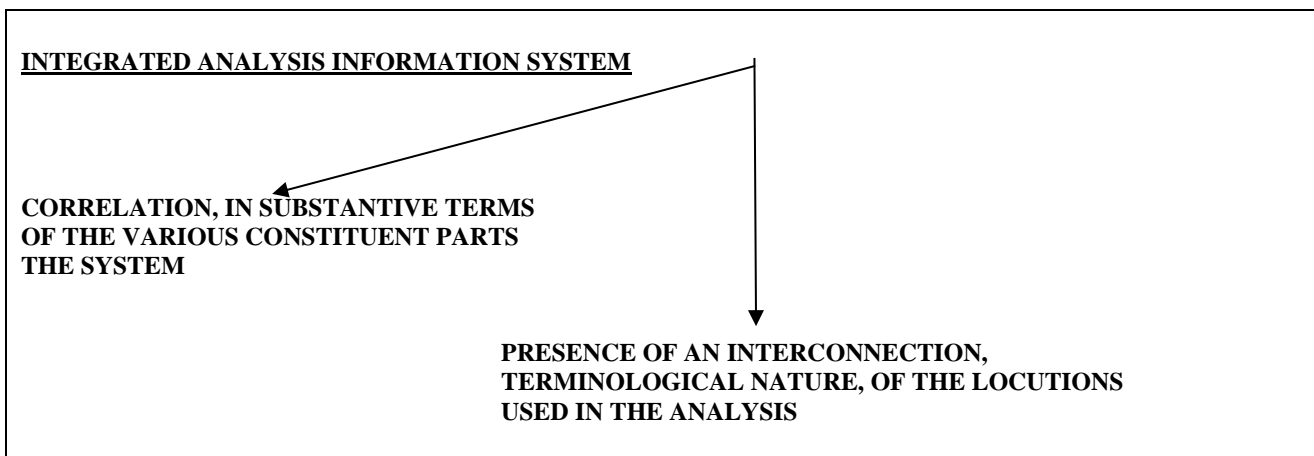 INTEGRATED ANALYSIS INFORMATION SYSTEM
CORRELATION, IN SUBSTANTIVE TERMS
OF THE VARIOUS CONSTITUENT PARTS
THE SYSTEM
PRESENCE OF AN INTERCONNECTION,
TERMINOLOGICAL NATURE, OF THE LOCUTIONS
USED IN THE ANALYSIS